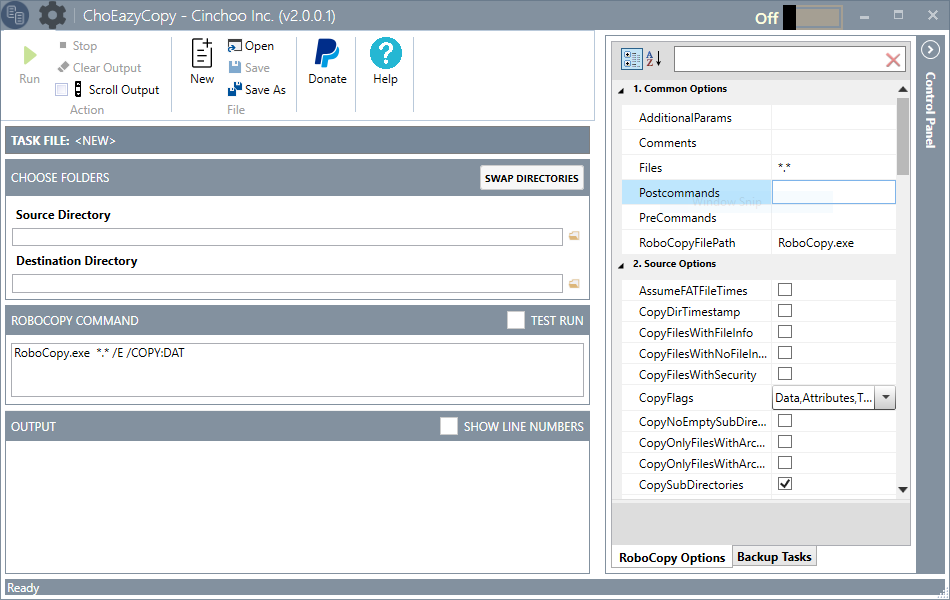 ChoEazyCopy - Cinchoo Inc. (v2.0.0.1)
Off
Run
Stop
Clear Output
Scroll Output
Action
New
Open
Save
Save As
File
Donate
Help
TASK FILE: <NEW>
CHOOSE FOLDERS
SWAP DIRECTORIES
Source Directory
Destination Directory
ROBOCOPY COMMAND
TEST RUN
RoboCopy.exe *.* /E /COPY:DAT
OUTPUT
SHOW LINE NUMBERS
Ready
1. Common Options
AdditionalParams
Comments
Files *.*
Postcommands
Window Snip
PreCommands
RoboCopyFilePath RoboCopy.exe
2. Source Options
AssumeFATFileTimes
CopyDirTimestamp
CopyFilesWithFileInfo
CopyFilesWithNoFileIn...
CopyFilesWithSecurity
CopyFlags Data,Attributes,T...
CopyNoEmptySubDire...
CopyOnlyFilesWithArc...
CopyOnlyFilesWithArc...
CopySubDirectories
RoboCopy Options
Backup Tasks
Control Panel